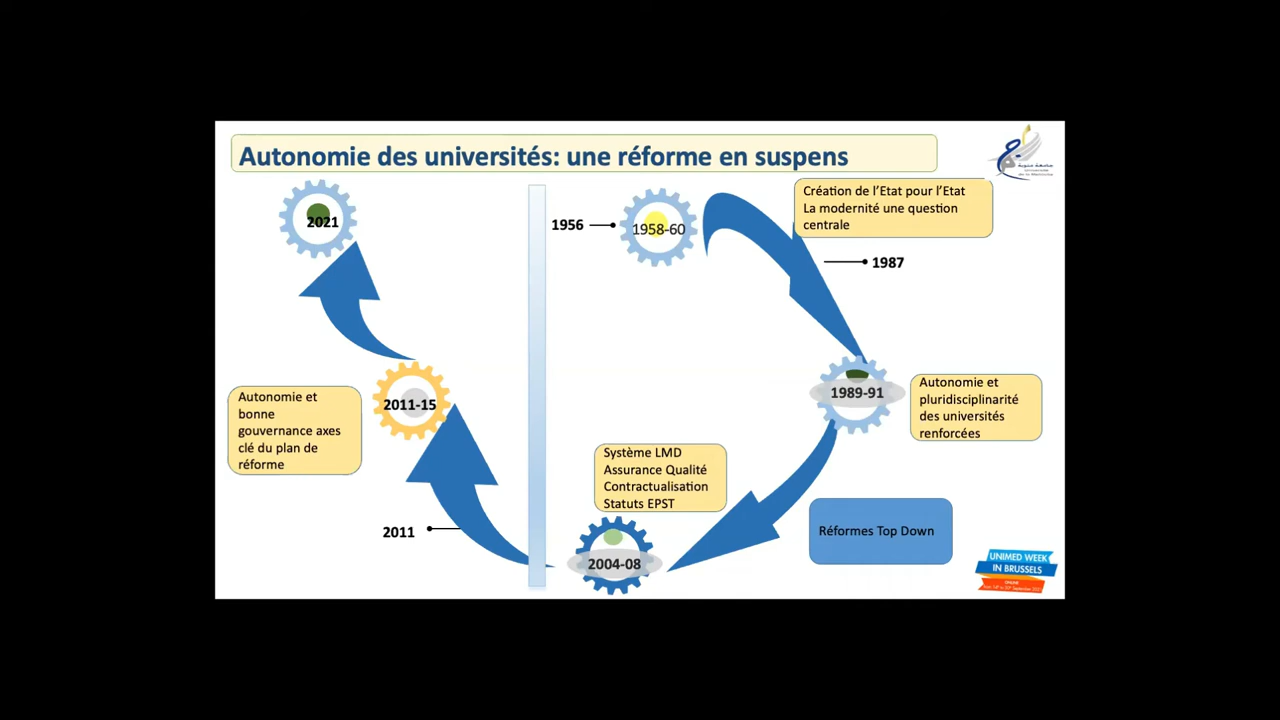 Autonomie des universités: une réforme en suspens
جامعة منوبة
2021
1956
1958-60
Création de l'Etat pour l'Etat
La modernité une question
centrale
1987
1989-91
Autonomie et
pluridisciplinarité
des universités
renforcées
Autonomie et
bonne
gouvernance axes
clé du plan de
réforme
2011-15
Système LMD
Assurance Qualité
Contractualisation
Statuts EPST
2011
2004-08
Réformes Top Down
UNIMED WEEK
IN BRUSSELS
ONLINE